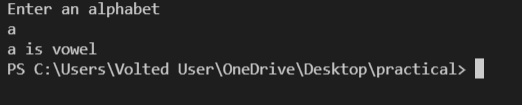 Enter an alphabet
a
a is vowel
PS C:\Users\Volted User\OneDrive\Desktop\practical>